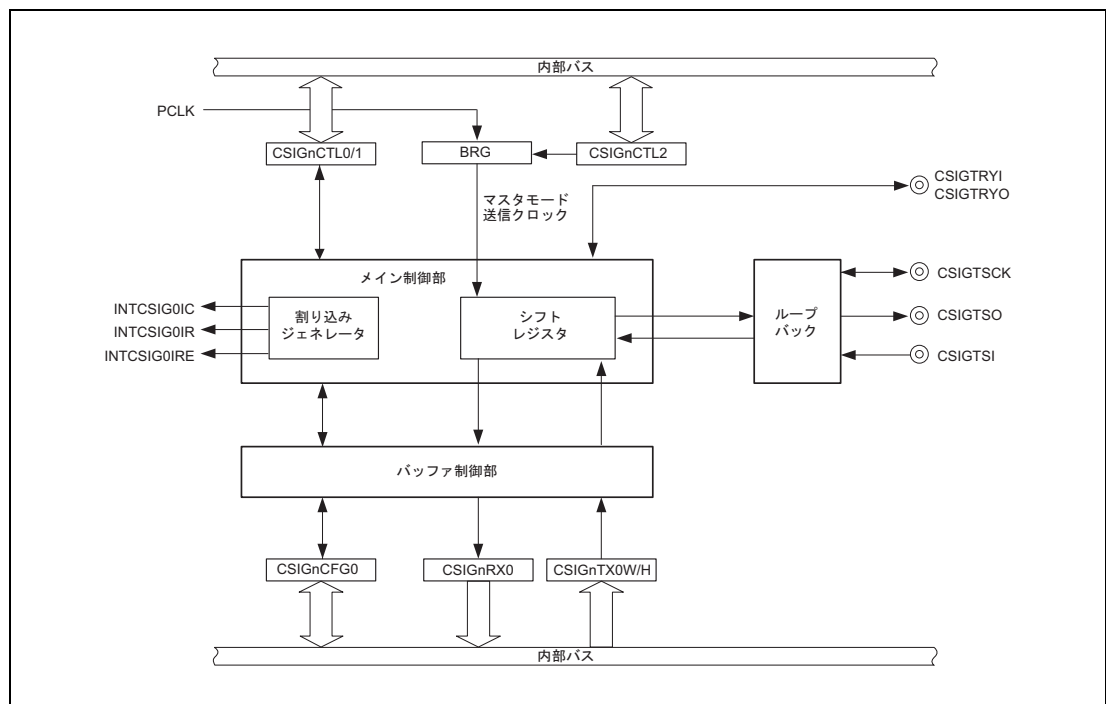 内部バス
PCLK
CSIGnCTL0/1
BRG
CSIGnCTL2
CSIGTRYI
CSIGTRYO
マスタモード
送信クロック
メイン制御部
INTCSIG0IC
INTCSIG0IR
INTCSIG0IRE
割り込み
ジェネレータ
シフト
レジスタ
ループ
バック
CSIGTSCK
CSIGTSO
CSIGTSI
バッファ制御部
CSIGnCFG0
CSIGnRX0
CSIGnTX0W/H
内部バス